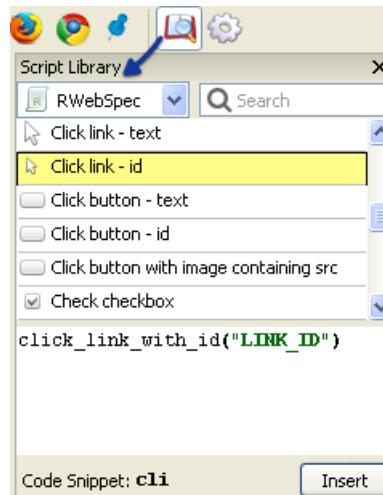 Script Library
RWebSpec
Search
Click link - text
Click link - id
Click button - text
Click button - id
Click button with image containing src
Check checkbox
click_link_with_id("LINK_ID")
Code Snippet: cli
Insert